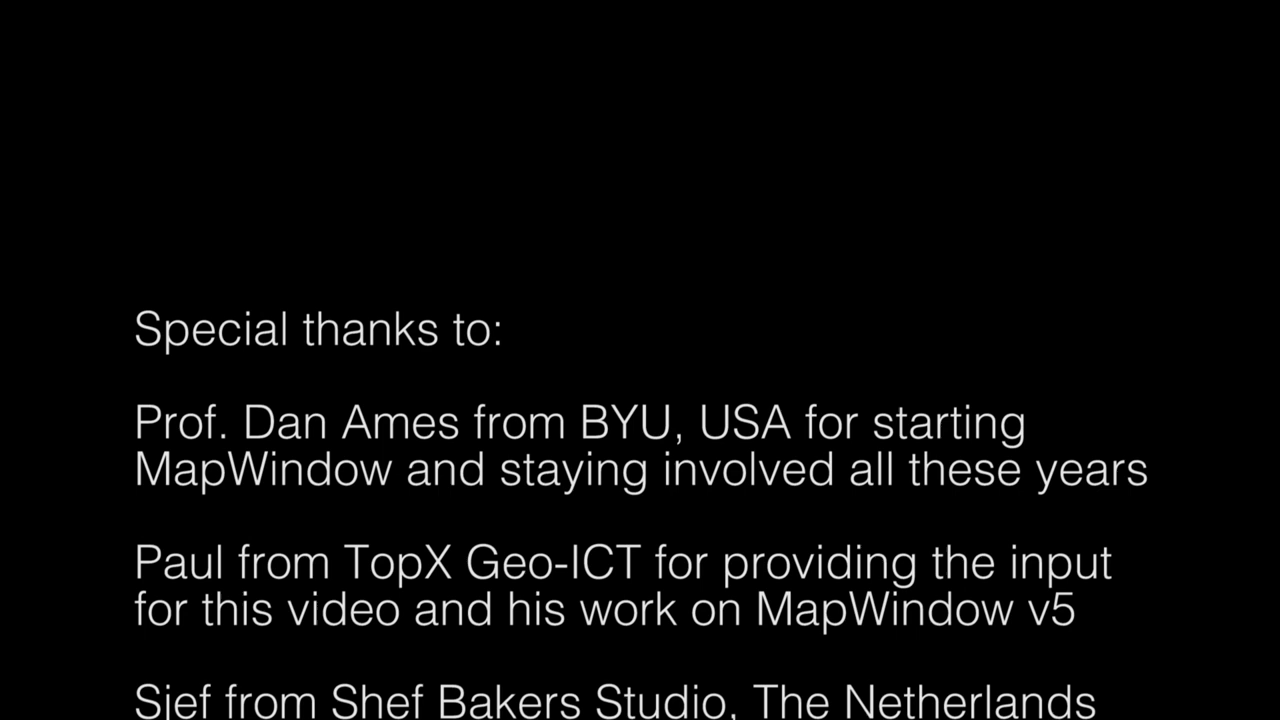 Special thanks to:
Prof. Dan Ames from BYU, USA for starting
MapWindow and staying involved all these years
Paul from TopX Geo-ICT for providing the input
for this video and his work on MapWindow v5
Sjef from Shef Bakers Studio, The Netherlands